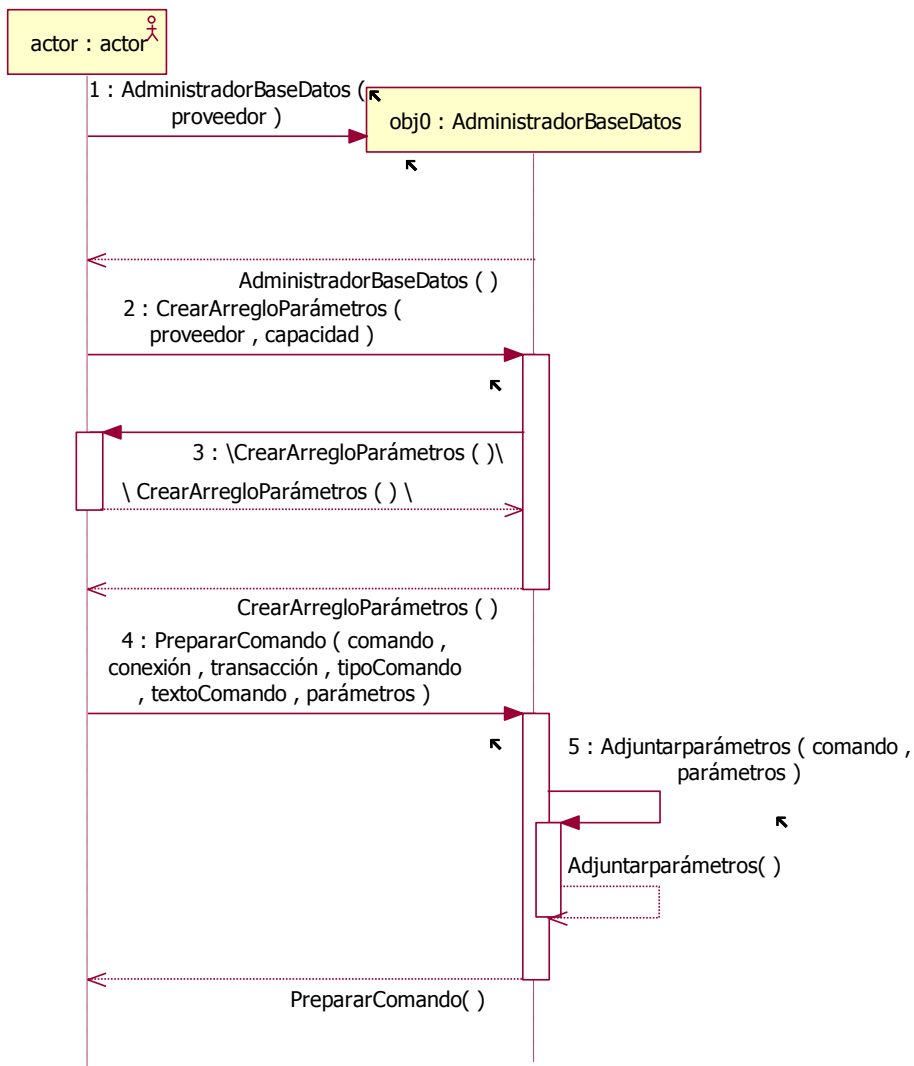 actor : actor
1 : AdministradorBaseDatos (
proveedor )
obj0 : AdministradorBaseDatos
AdministradorBaseDatos ( )
2 : CrearArregloParámetros (
proveedor , capacidad )
3 : \CrearArregloParámetros ( )\
\ CrearArregloParámetros ( ) \
CrearArregloParámetros ( )
4 : PrepararComando ( comando ,
conexión , transacción , tipoComando
, textoComando , parámetros )
5 : Adjuntarparámetros ( comando ,
parámetros )
Adjuntarparámetros( )
PrepararComando( )